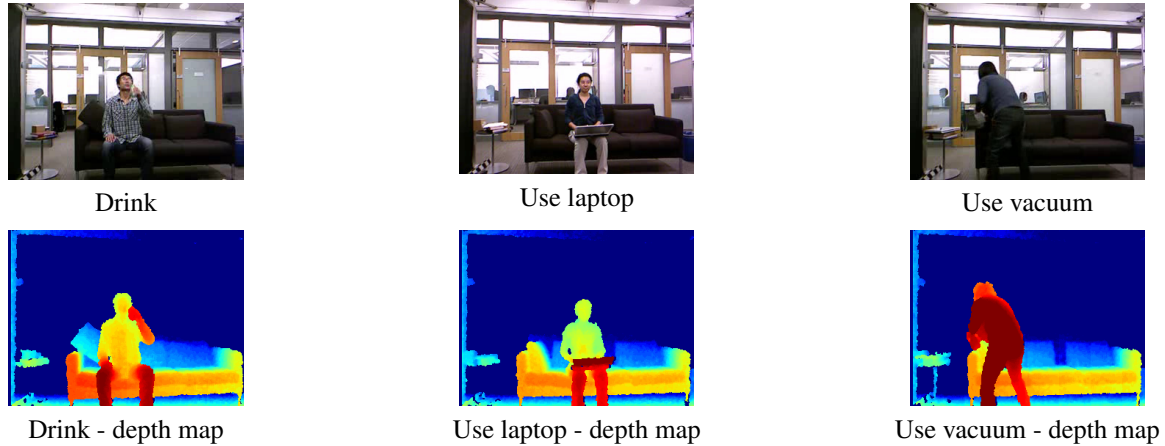 Drink
Use laptop
Use vacuum
Drink - depth map
Use laptop - depth map
Use vacuum - depth map